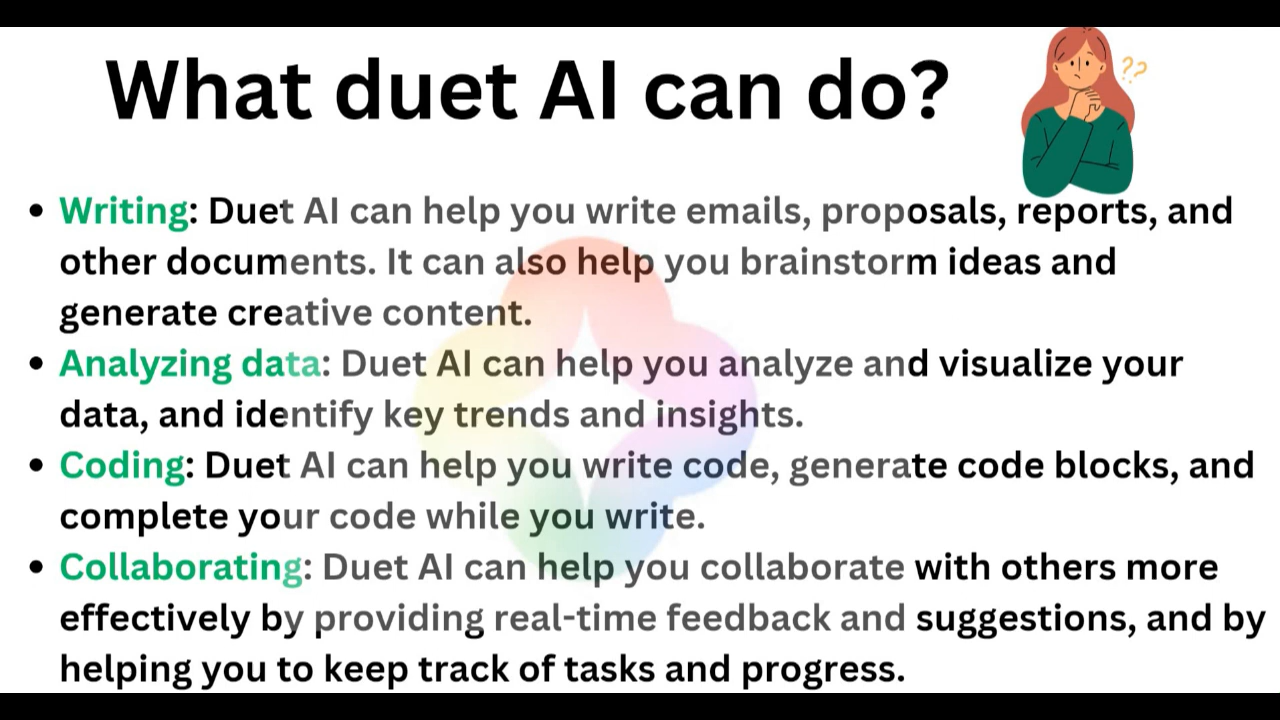 What duet AI can do?
??
• Writing: Duet AI can help you write emails, proposals, reports, and
other documents. It can also help you brainstorm ideas and
generate creative content.
• Analyzing data: Duet AI can help you analyze and visualize your
data, and identify key trends and insights.
• Coding: Duet AI can help you write code, generate code blocks, and
complete your code while you write.
• Collaborating: Duet AI can help you collaborate with others more
effectively by providing real-time feedback and suggestions, and by
helping you to keep track of tasks and progress.